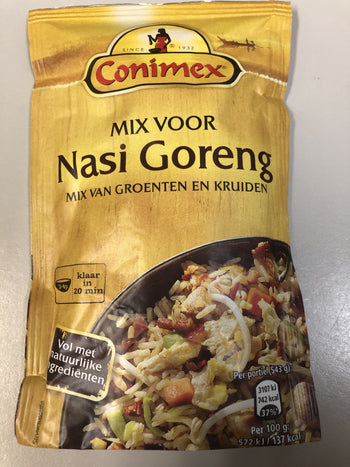 SINCE 1932
Conimex
MIX VOOR
Nasi Goreng
MIX VAN GROENTEN EN KRUIDEN
klaar
in
20 min
Vol met
natuurlijke
ingrediënten
Per portie (543 g):
3107 kJ
742 kcal
37%
Per 100 g:
572 kJ / 137 kcal